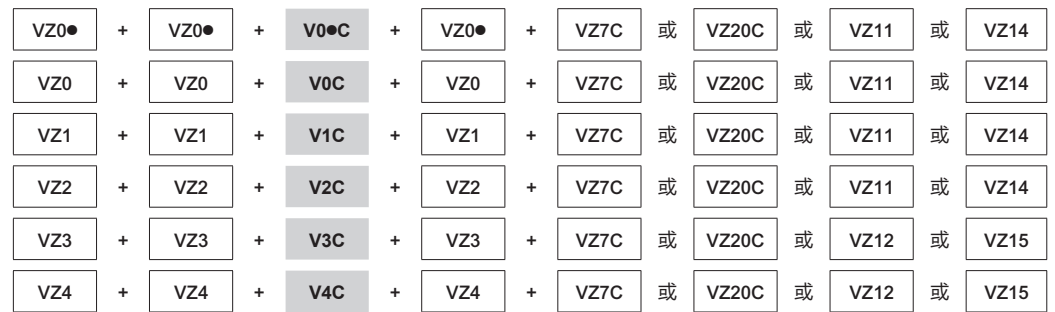 VZ0● + VZ0● + V0●C + VZ0● + VZ7C 或 VZ20C 或 VZ11 或 VZ14
VZ0 + VZ0 + V0C + VZ0 + VZ7C 或 VZ20C 或 VZ11 或 VZ14
VZ1 + VZ1 + V1C + VZ1 + VZ7C 或 VZ20C 或 VZ11 或 VZ14
VZ2 + VZ2 + V2C + VZ2 + VZ7C 或 VZ20C 或 VZ11 或 VZ14
VZ3 + VZ3 + V3C + VZ3 + VZ7C 或 VZ20C 或 VZ12 或 VZ15
VZ4 + VZ4 + V4C + VZ4 + VZ7C 或 VZ20C 或 VZ12 或 VZ15